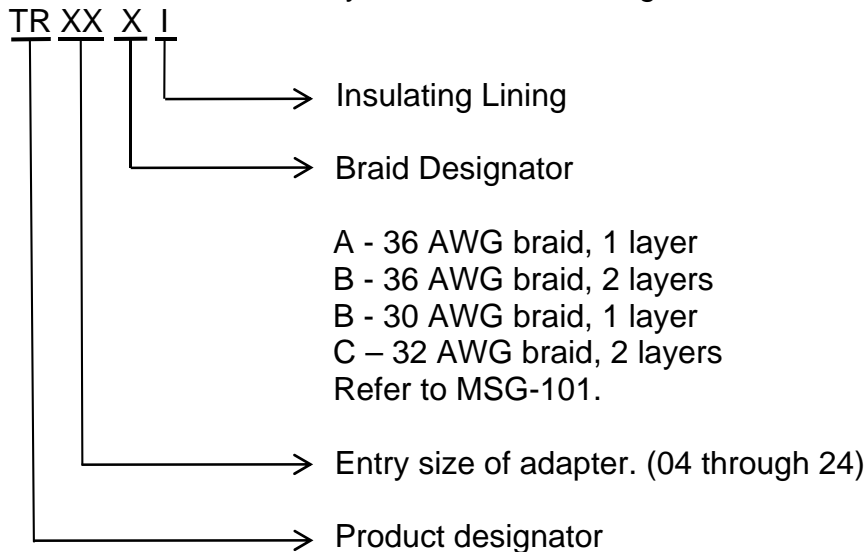 TR XX X I
Insulating Lining
Braid Designator
A - 36 AWG braid, 1 layer
B - 36 AWG braid, 2 layers
B - 30 AWG braid, 1 layer
C – 32 AWG braid, 2 layers
Refer to MSG-101.
Entry size of adapter. (04 through 24)
Product designator